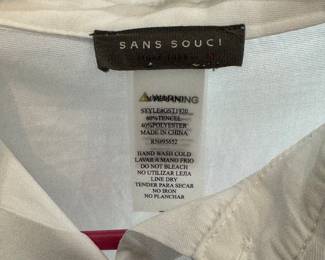 SANS SOUCI
WARNING
60%TENCEL
40%POLYESTER
MADE IN CHINA
HAND WASH COLD
LAVAR A MANO FRIO
DO NOT BLEACH
NO UTILIZAR LEJIA
LINE DRY
TENDER PARA SECAR
NO IRON
NO PLANCHAR